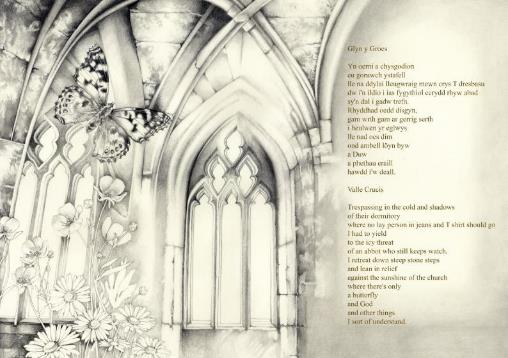 Glyn y Groes
Yn oerni a chysgodion
eu goruwch ystafell
lle na ddylai lleugwraig mewn crys T dresbasu
dw i'n ildio i ias fygythiol cerydd rhyw abad
sy'n dal i gadw trefn.
Rhyddhad oedd disgyn,
gam wrth gam ar gerrig serth
i heulwen yr eglwys
lle nad oes dim
ond ambell löyn byw
a Duw
a phethau eraill
hawdd i'w deall.
Valle Crucis
Trespassing in the cold and shadows
of their dormitory
where no lay person in jeans and T shirt should go
I had to yield
to the icy threat
of an abbot who still keeps watch.
I retreat down steep stone steps
and lean in relief
against the sunshine of the church
where there's only
a butterfly
and God
and other things
I sort of understand.